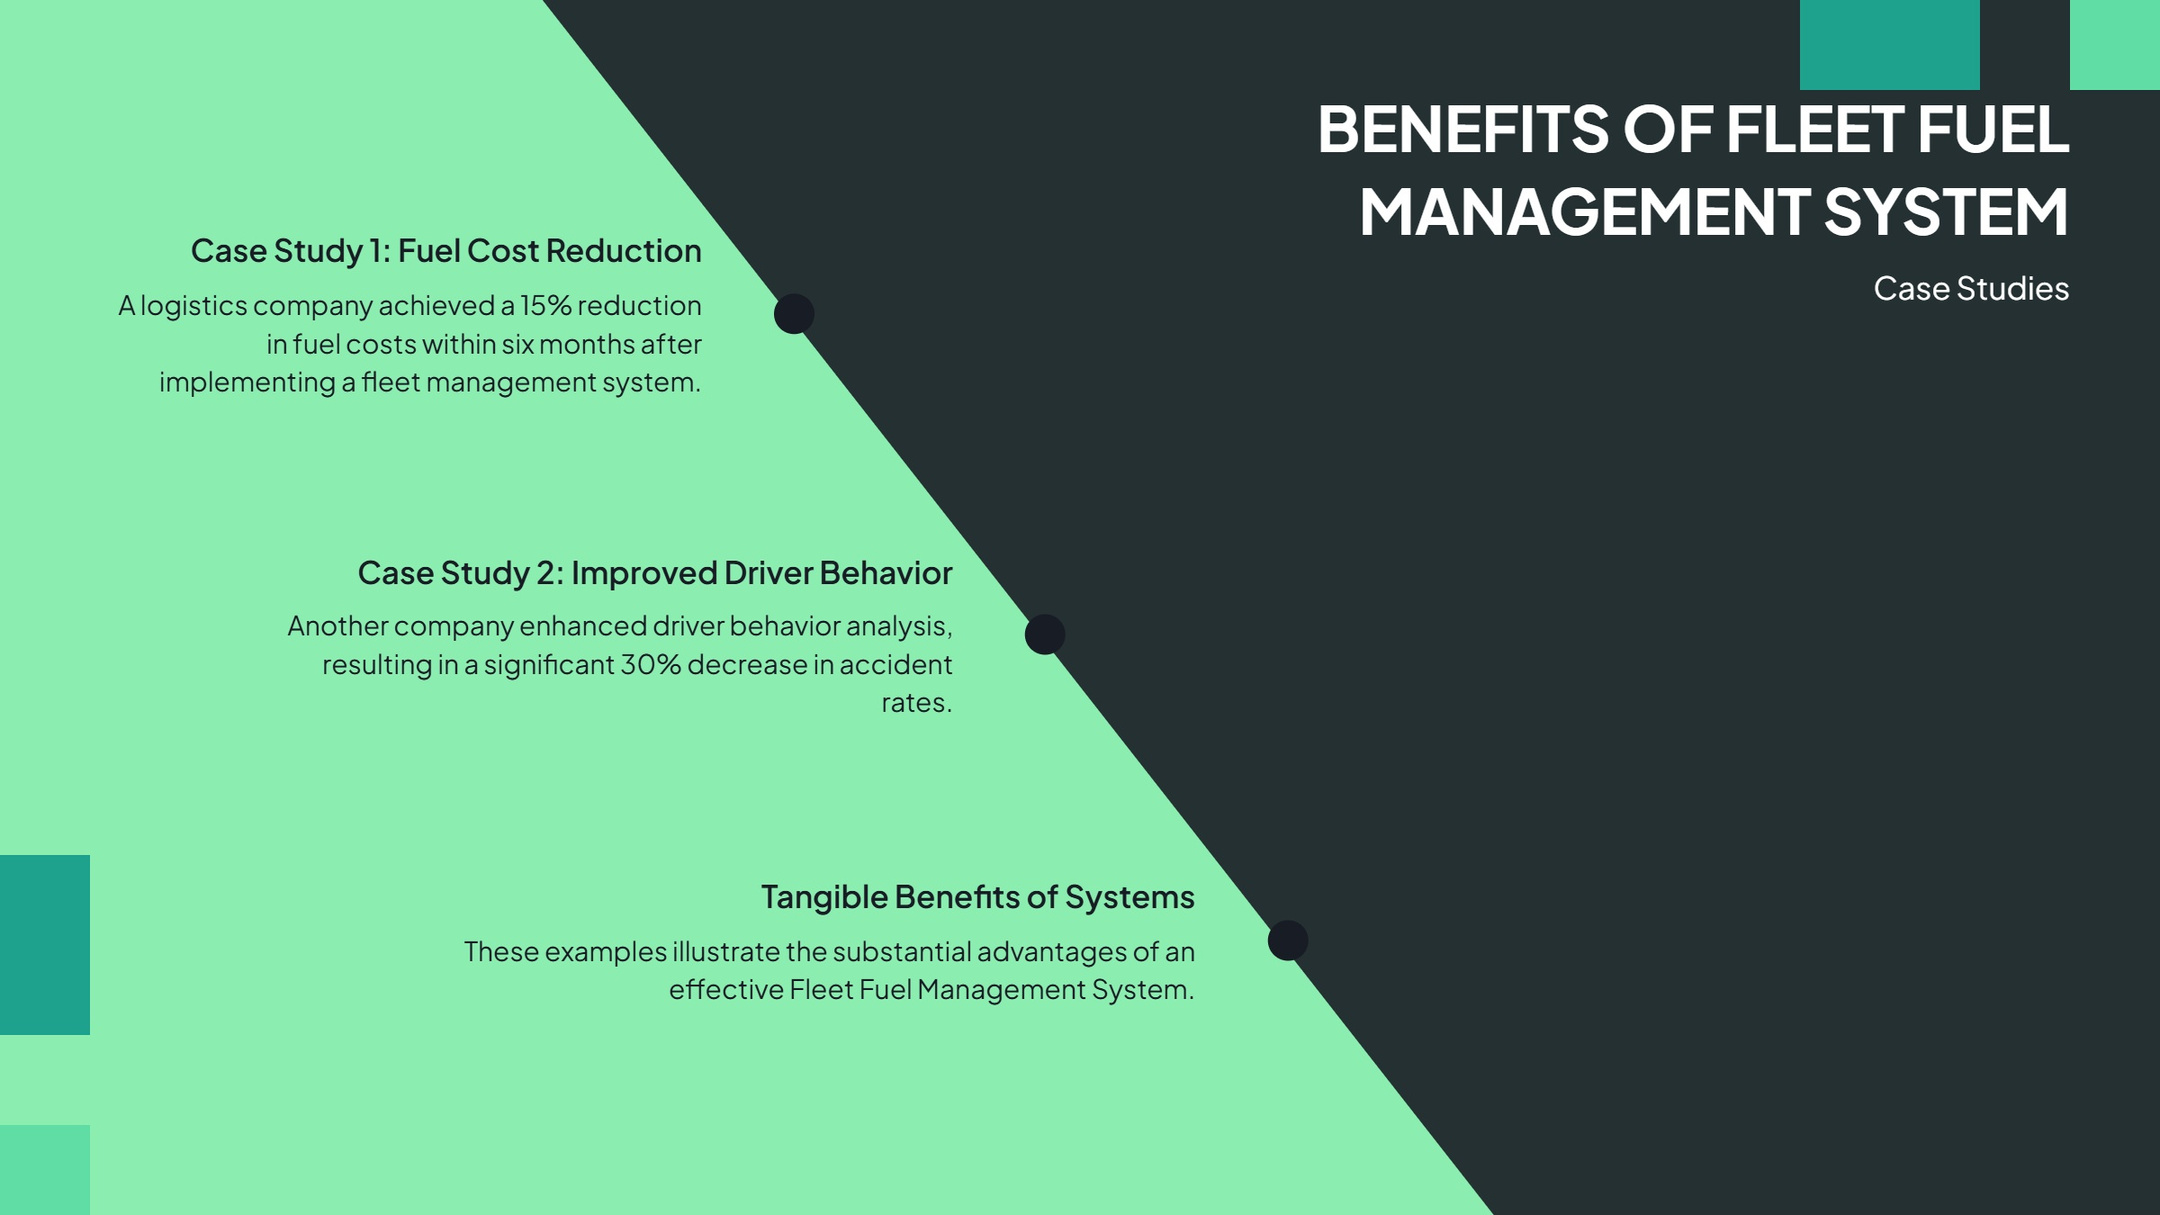 BENEFITS OF FLEET FUEL
MANAGEMENT SYSTEM
Case Studies
Case Study 1: Fuel Cost Reduction
A logistics company achieved a 15% reduction
in fuel costs within six months after
implementing a fleet management system.
Case Study 2: Improved Driver Behavior
Another company enhanced driver behavior analysis,
resulting in a significant 30% decrease in accident
rates.
Tangible Benefits of Systems
These examples illustrate the substantial advantages of an
effective Fleet Fuel Management System.